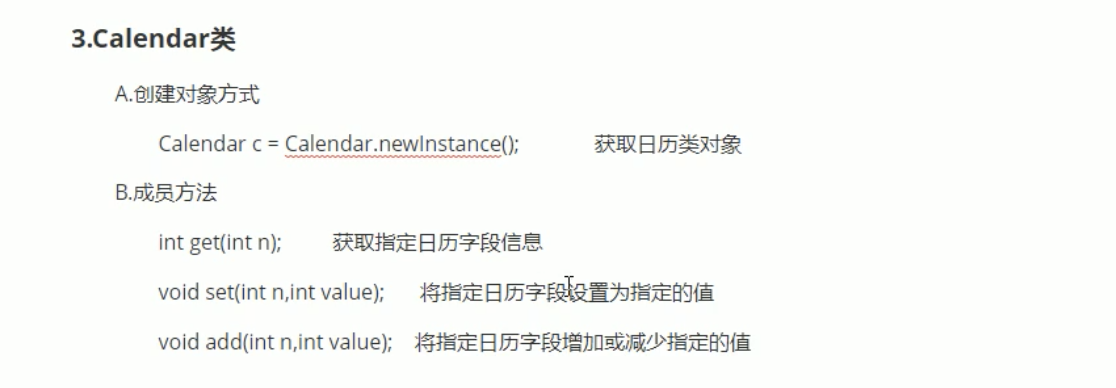 3.Calendar类
A.创建对象方式
Calendar c = Calendar.newInstance(); 获取日历类对象
B.成员方法
int get(int n); 获取指定日历字段信息
void set(int n,int value); 将指定日历字段设置为指定的值
void add(int n,int value); 将指定日历字段增加或减少指定的值